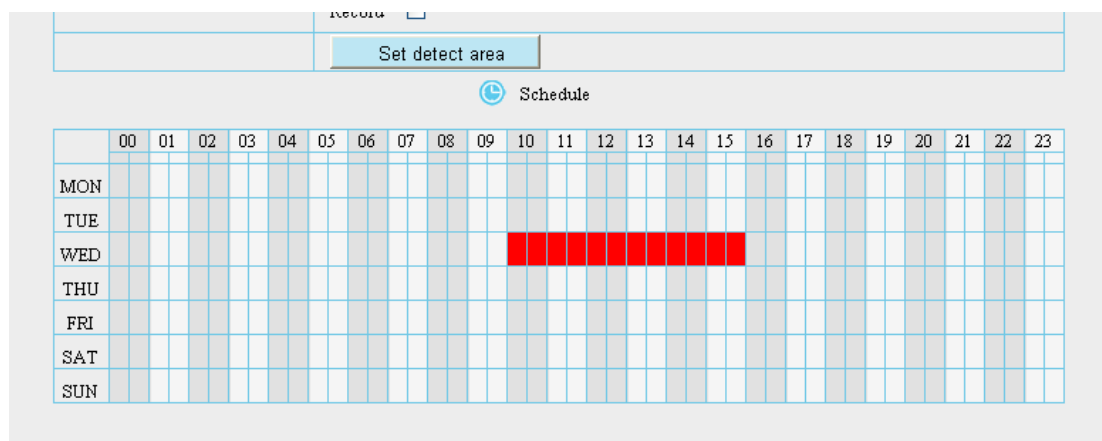 Record
Set detect area
Schedule
00 01 02 03 04 05 06 07 08 09 10 11 12 13 14 15 16 17 18 19 20 21 22 23
MON
TUE
WED
THU
FRI
SAT
SUN